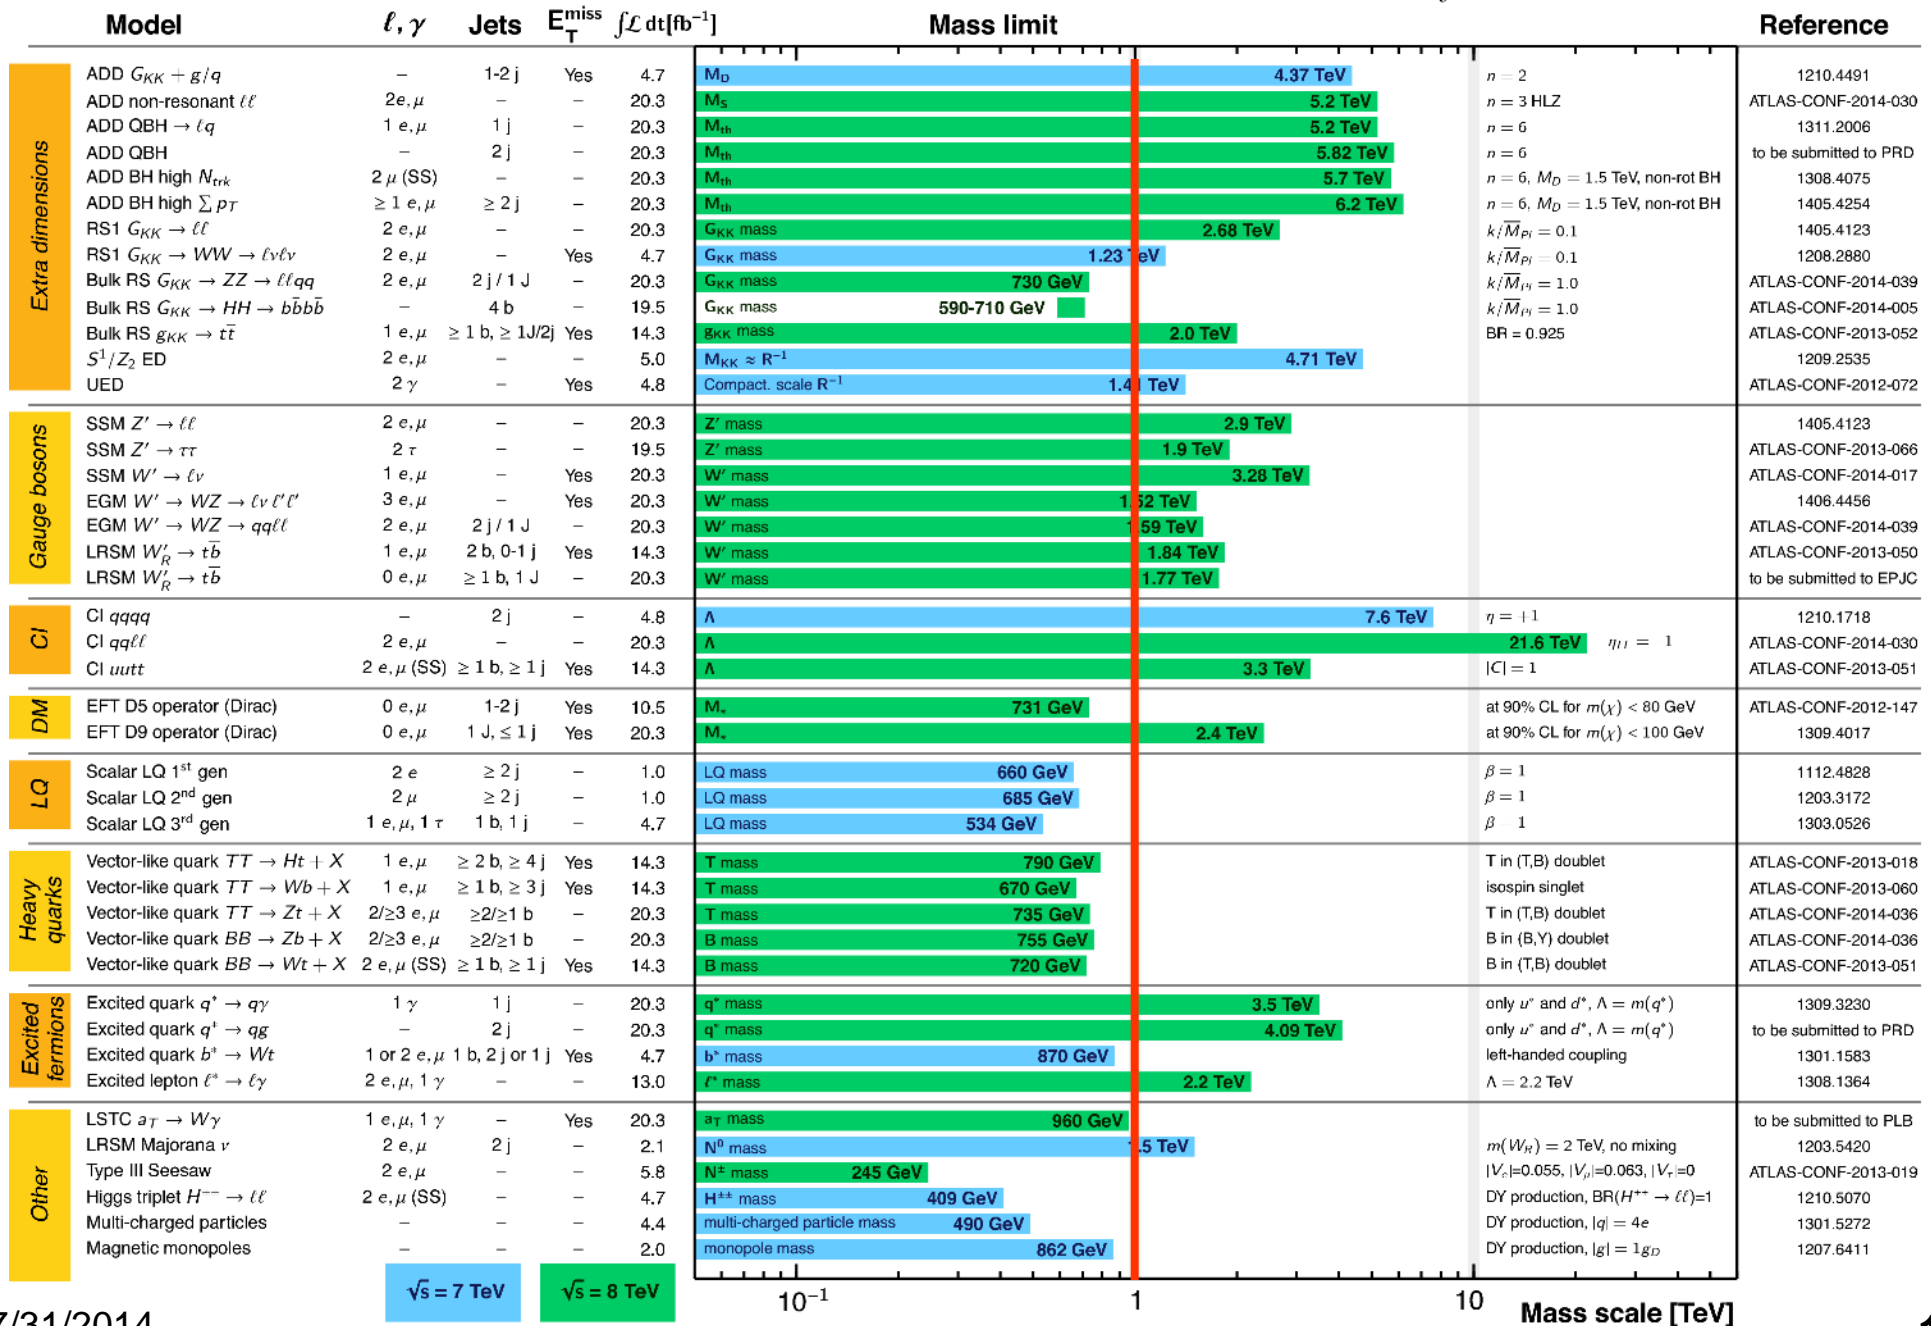 Model ℓ, γ Jets E_T^miss ∫ℒ dt[fb⁻¹] Mass limit Reference
Extra dimensions
ADD G_KK + g/q – 1-2 j Yes 4.7 M_D 4.37 TeV n = 2 1210.4491
ADD non-resonant ℓℓ 2e, μ – – 20.3 M_S 5.2 TeV n = 3 HLZ ATLAS-CONF-2014-030
ADD QBH → ℓq 1 e, μ 1 j – 20.3 M_th 5.2 TeV n = 6 1311.2006
ADD QBH – 2 j – 20.3 M_th 5.82 TeV n = 6 to be submitted to PRD
ADD BH high N_trk 2 μ (SS) – – 20.3 M_th 5.7 TeV n = 6, M_D = 1.5 TeV, non-rot BH 1308.4075
ADD BH high ∑ p_T ≥ 1 e, μ ≥ 2 j – 20.3 M_th 6.2 TeV n = 6, M_D = 1.5 TeV, non-rot BH 1405.4254
RS1 G_KK → ℓℓ 2 e, μ – – 20.3 G_KK mass 2.68 TeV k/M̅_Pl = 0.1 1405.4123
RS1 G_KK → WW → ℓνℓν 2 e, μ – Yes 4.7 G_KK mass 1.23 TeV k/M̅_Pl = 0.1 1208.2880
Bulk RS G_KK → ZZ → ℓℓqq 2 e, μ 2 j / 1 J – 20.3 G_KK mass 730 GeV k/M̅_Pl = 1.0 ATLAS-CONF-2014-039
Bulk RS G_KK → HH → bb̅bb̅ – 4 b – 19.5 G_KK mass 590-710 GeV k/M̅_Pl = 1.0 ATLAS-CONF-2014-005
Bulk RS g_KK → tt̅ 1 e, μ ≥ 1 b, ≥ 1J/2j Yes 14.3 g_KK mass 2.0 TeV BR = 0.925 ATLAS-CONF-2013-052
S¹/Z₂ ED 2 e, μ – – 5.0 M_KK ≈ R⁻¹ 4.71 TeV 1209.2535
UED 2 γ – Yes 4.8 Compact. scale R⁻¹ 1.41 TeV ATLAS-CONF-2012-072
Gauge bosons
SSM Z′ → ℓℓ 2 e, μ – – 20.3 Z′ mass 2.9 TeV 1405.4123
SSM Z′ → ττ 2 τ – – 19.5 Z′ mass 1.9 TeV ATLAS-CONF-2013-066
SSM W′ → ℓν 1 e, μ – Yes 20.3 W′ mass 3.28 TeV ATLAS-CONF-2014-017
EGM W′ → WZ → ℓν ℓ′ℓ′ 3 e, μ – Yes 20.3 W′ mass 1.52 TeV 1406.4456
EGM W′ → WZ → qqℓℓ 2 e, μ 2 j / 1 J – 20.3 W′ mass 1.59 TeV ATLAS-CONF-2014-039
LRSM W′_R → tb̅ 1 e, μ 2 b, 0-1 j Yes 14.3 W′ mass 1.84 TeV ATLAS-CONF-2013-050
LRSM W′_R → tb̅ 0 e, μ ≥ 1 b, 1 J – 20.3 W′ mass 1.77 TeV to be submitted to EPJC
CI
CI qqqq – 2 j – 4.8 Λ 7.6 TeV η = +1 1210.1718
CI qqℓℓ 2 e, μ – – 20.3 Λ 21.6 TeV η_LL = 1 ATLAS-CONF-2014-030
CI uutt 2 e, μ (SS) ≥ 1 b, ≥ 1 j Yes 14.3 Λ 3.3 TeV |C| = 1 ATLAS-CONF-2013-051
DM
EFT D5 operator (Dirac) 0 e, μ 1-2 j Yes 10.5 M_* 731 GeV at 90% CL for m(χ) < 80 GeV ATLAS-CONF-2012-147
EFT D9 operator (Dirac) 0 e, μ 1 J, ≤ 1 j Yes 20.3 M_* 2.4 TeV at 90% CL for m(χ) < 100 GeV 1309.4017
LQ
Scalar LQ 1st gen 2 e ≥ 2 j – 1.0 LQ mass 660 GeV β = 1 1112.4828
Scalar LQ 2nd gen 2 μ ≥ 2 j – 1.0 LQ mass 685 GeV β = 1 1203.3172
Scalar LQ 3rd gen 1 e, μ, 1 τ 1 b, 1 j – 4.7 LQ mass 534 GeV β 1 1303.0526
Heavy quarks
Vector-like quark TT → Ht + X 1 e, μ ≥ 2 b, ≥ 4 j Yes 14.3 T mass 790 GeV T in (T,B) doublet ATLAS-CONF-2013-018
Vector-like quark TT → Wb + X 1 e, μ ≥ 1 b, ≥ 3 j Yes 14.3 T mass 670 GeV isospin singlet ATLAS-CONF-2013-060
Vector-like quark TT → Zt + X 2/≥3 e, μ ≥2/≥1 b – 20.3 T mass 735 GeV T in (T,B) doublet ATLAS-CONF-2014-036
Vector-like quark BB → Zb + X 2/≥3 e, μ ≥2/≥1 b – 20.3 B mass 755 GeV B in (B,Y) doublet ATLAS-CONF-2014-036
Vector-like quark BB → Wt + X 2 e, μ (SS) ≥ 1 b, ≥ 1 j Yes 14.3 B mass 720 GeV B in (T,B) doublet ATLAS-CONF-2013-051
Excited fermions
Excited quark q* → qγ 1 γ 1 j – 20.3 q* mass 3.5 TeV only u* and d*, Λ = m(q*) 1309.3230
Excited quark q* → qg – 2 j – 20.3 q* mass 4.09 TeV only u* and d*, Λ = m(q*) to be submitted to PRD
Excited quark b* → Wt 1 or 2 e, μ 1 b, 2 j or 1 j Yes 4.7 b* mass 870 GeV left-handed coupling 1301.1583
Excited lepton ℓ* → ℓγ 2 e, μ, 1 γ – – 13.0 ℓ* mass 2.2 TeV Λ = 2.2 TeV 1308.1364
Other
LSTC a_T → Wγ 1 e, μ, 1 γ – Yes 20.3 a_T mass 960 GeV to be submitted to PLB
LRSM Majorana ν 2 e, μ 2 j – 2.1 N⁰ mass .5 TeV m(W_R) = 2 TeV, no mixing 1203.5420
Type III Seesaw 2 e, μ – – 5.8 N± mass 245 GeV |V_e|=0.055, |V_μ|=0.063, |V_τ|=0 ATLAS-CONF-2013-019
Higgs triplet H⁻⁻ → ℓℓ 2 e, μ (SS) – – 4.7 H±± mass 409 GeV DY production, BR(H⁺⁺ → ℓℓ)=1 1210.5070
Multi-charged particles – – – 4.4 multi-charged particle mass 490 GeV DY production, |q| = 4e 1301.5272
Magnetic monopoles – – – 2.0 monopole mass 862 GeV DY production, |g| = 1g_D 1207.6411
√s = 7 TeV √s = 8 TeV
10⁻¹ 1 10 Mass scale [TeV]
7/31/2014